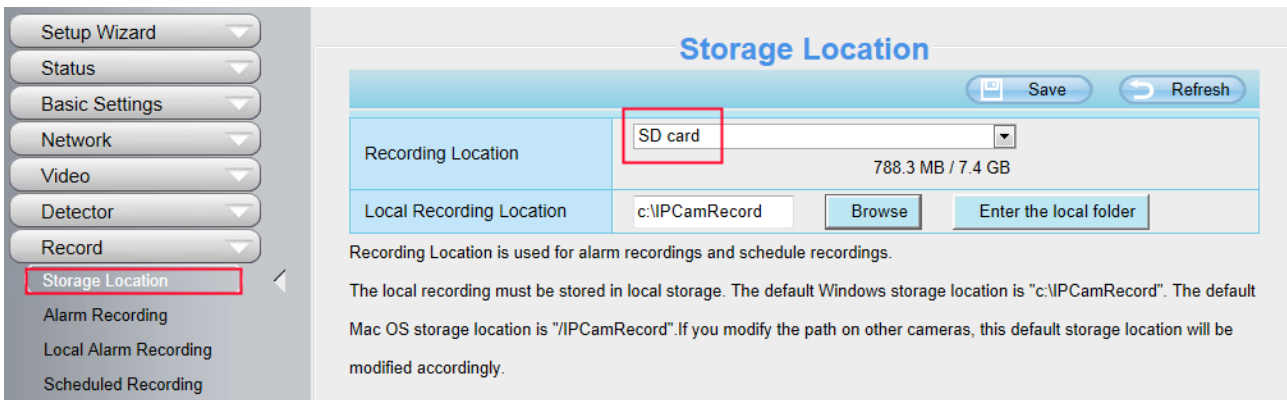 Setup Wizard
Status
Basic Settings
Network
Video
Detector
Record
Storage Location
Alarm Recording
Local Alarm Recording
Scheduled Recording
Storage Location
Save
Refresh
Recording Location
SD card
788.3 MB / 7.4 GB
Local Recording Location
c:\IPCamRecord
Browse
Enter the local folder
Recording Location is used for alarm recordings and schedule recordings.
The local recording must be stored in local storage. The default Windows storage location is "c:\IPCamRecord". The default
Mac OS storage location is "/IPCamRecord".If you modify the path on other cameras, this default storage location will be
modified accordingly.